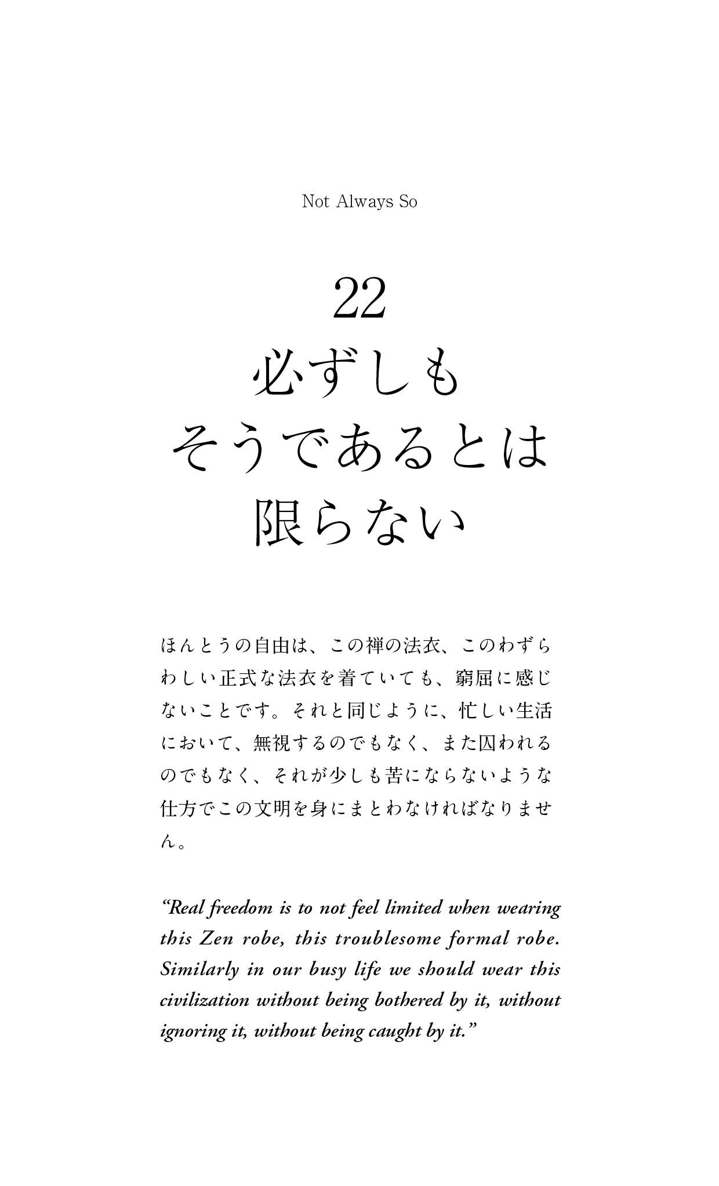 Not Always So
22
必ずしも
そうであるとは
限らない
ほんとうの自由は、この禅の法衣、このわずら
わしい正式な法衣を着ていても、窮屈に感じ
ないことです。それと同じように、忙しい生活
において、無視するのでもなく、また囚われる
のでもなく、それが少しも苦にならないような
仕方でこの文明を身にまとわなければなりませ
ん。
“Real freedom is to not feel limited when wearing
this Zen robe, this troublesome formal robe.
Similarly in our busy life we should wear this
civilization without being bothered by it, without
ignoring it, without being caught by it.”